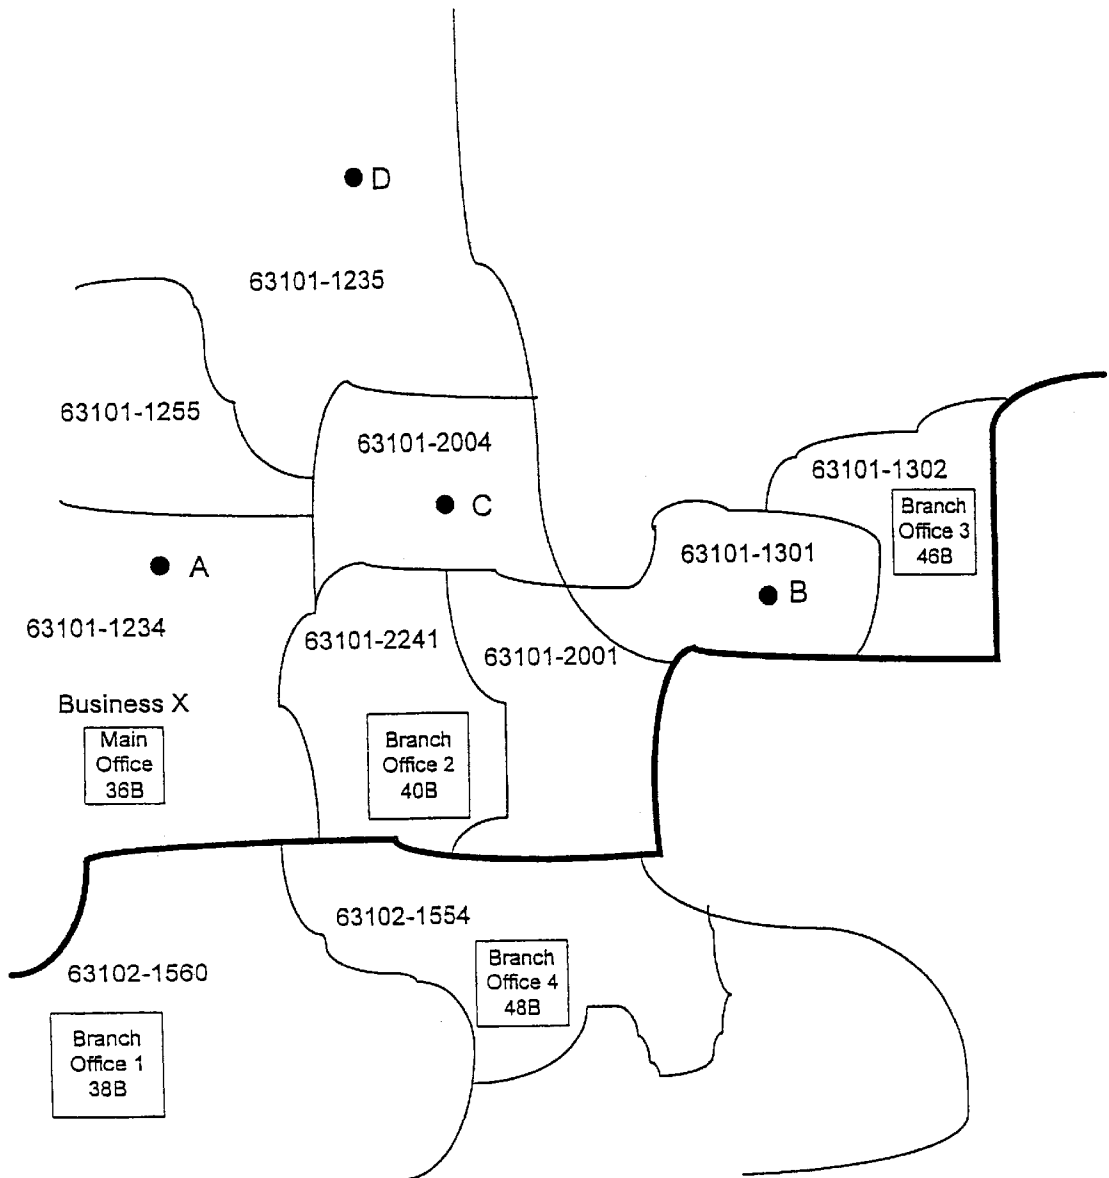 D
63101-1235
63101-1255
63101-2004
63101-1302
C
Branch
Office 3
46B
63101-1301
A
B
63101-1234
63101-2241
63101-2001
Business X
Main
Office
36B
Branch
Office 2
40B
63102-1554
63102-1560
Branch
Office 4
48B
Branch
Office 1
38B